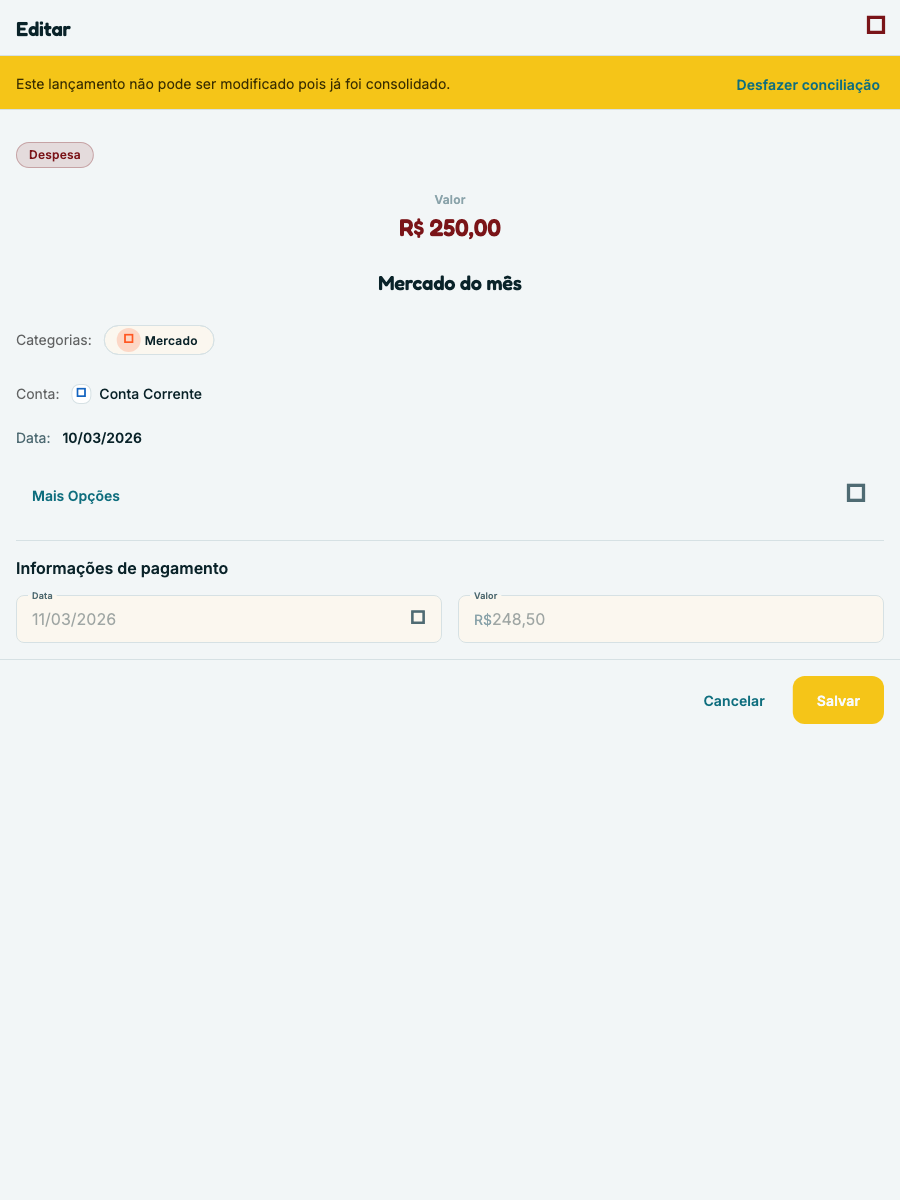 Editar
Este lançamento não pode ser modificado pois já foi consolidado.
Desfazer conciliação
Despesa
Valor
R$ 250,00
Mercado do mês
Categorias: Mercado
Conta: Conta Corrente
Data: 10/03/2026
Mais Opções
Informações de pagamento
Data
11/03/2026
Valor
R$248,50
Cancelar
Salvar